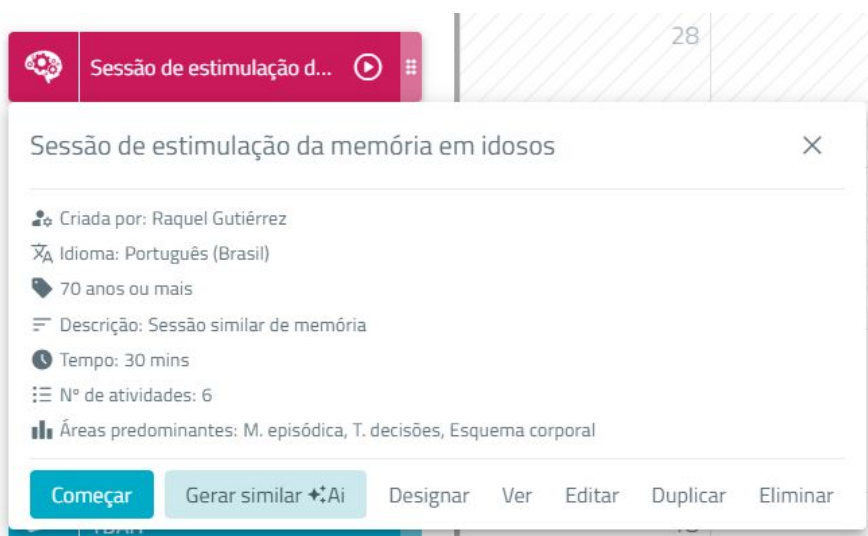 28
Sessão de estimulação d...
Sessão de estimulação da memória em idosos
Criada por: Raquel Gutiérrez
Idioma: Português (Brasil)
70 anos ou mais
Descrição: Sessão similar de memória
Tempo: 30 mins
Nº de atividades: 6
Áreas predominantes: M. episódica, T. decisões, Esquema corporal
Começar Gerar similar Ai Designar Ver Editar Duplicar Eliminar